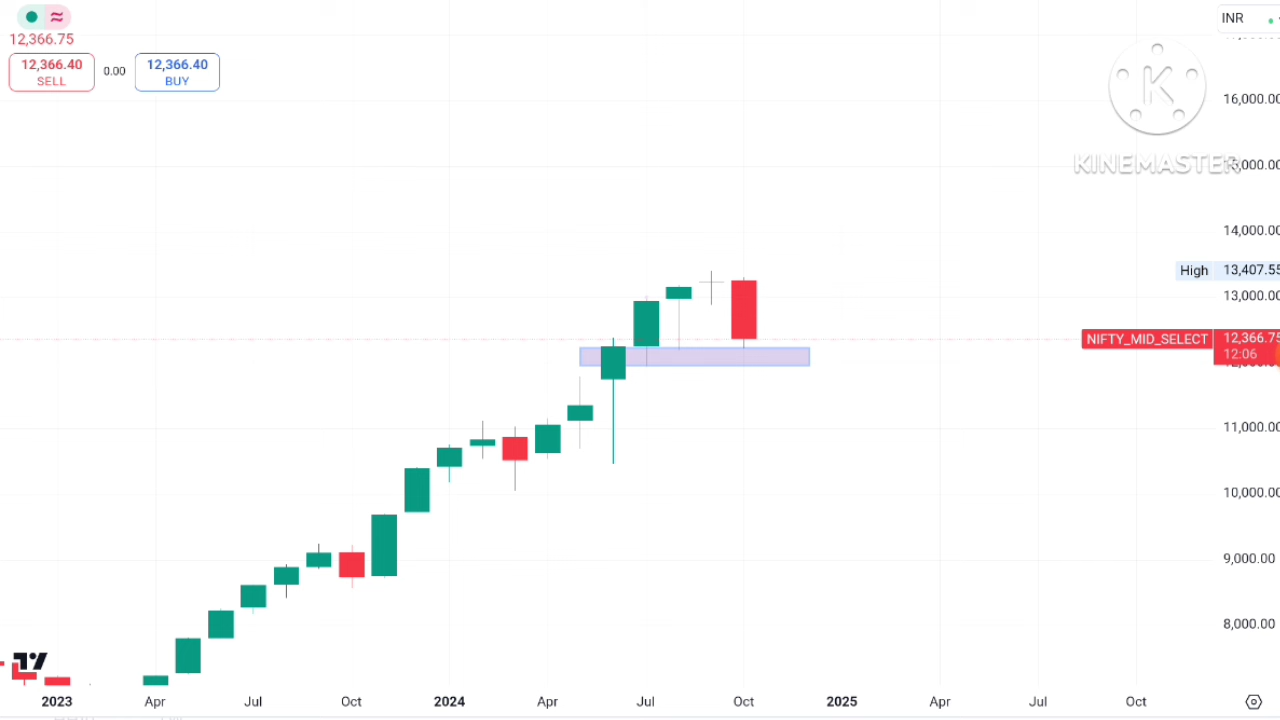 INR
12,366.75
12,366.40
SELL
0.00
12,366.40
BUY
K
KINEMASTER
16,000.00
14,000.00
High 13,407.55
13,000.00
NIFTY_MID_SELECT 12,366.75
12:06
11,000.00
10,000.00
9,000.00
8,000.00
2023 Apr Jul Oct 2024 Apr Jul Oct 2025 Apr Jul Oct